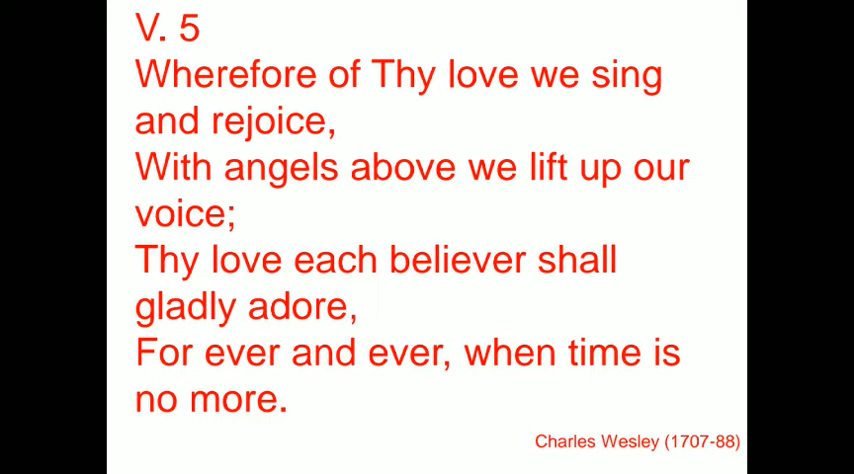 V. 5
Wherefore of Thy love we sing
and rejoice,
With angels above we lift up our
voice;
Thy love each believer shall
gladly adore,
For ever and ever, when time is
no more.
Charles Wesley (1707-88)